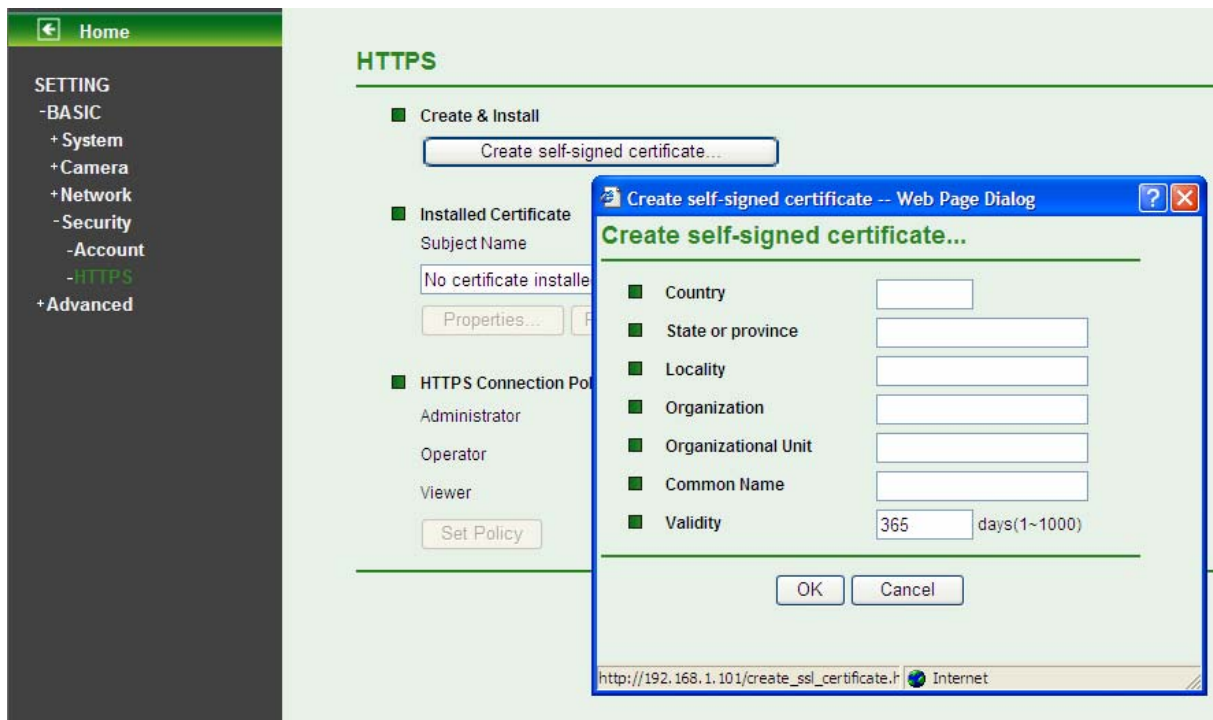 Home
SETTING
-BASIC
+System
+Camera
+Network
-Security
-Account
-HTTPS
+Advanced
HTTPS
Create & Install
Create self-signed certificate...
Installed Certificate
Subject Name
No certificate installe
Properties...
HTTPS Connection Pol
Administrator
Operator
Viewer
Set Policy
Create self-signed certificate -- Web Page Dialog
Create self-signed certificate...
Country
State or province
Locality
Organization
Organizational Unit
Common Name
Validity 365 days(1~1000)
OK Cancel
http://192.168.1.101/create_ssl_certificate.h Internet